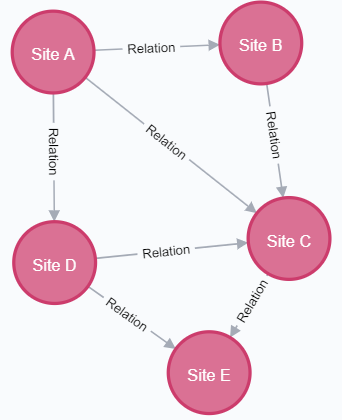 Site A
Relation
Site B
Relation
Relation
Relation
Site D
Relation
Site C
Relation
Relation
Site E